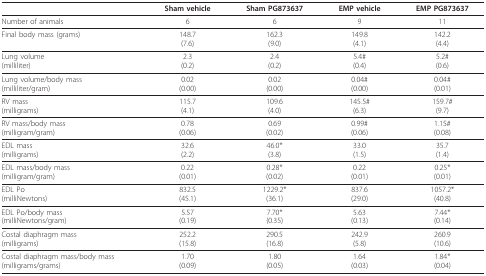 Sham vehicle Sham PG873637 EMP vehicle EMP PG873637
Number of animals 6 6 9 11
Final body mass (grams) 148.7 162.3 149.8 142.2
(7.6) (9.0) (4.1) (4.4)
Lung volume 2.3 2.4 5.4# 5.2#
(milliliter) (0.2) (0.2) (0.4) (0.6)
Lung volume/body mass 0.02 0.02 0.04# 0.04#
(milliliter/gram) (0.00) (0.00) (0.00) (0.01)
RV mass 115.7 109.6 145.5# 159.7#
(milligrams) (4.1) (4.0) (6.3) (9.7)
RV mass/body mass 0.78 0.69 0.99# 1.15#
(milligram/gram) (0.06) (0.02) (0.06) (0.08)
EDL mass 32.6 46.0* 33.0 35.7
(milligrams) (2.2) (3.8) (1.5) (1.4)
EDL mass/body mass 0.22 0.28* 0.22 0.25*
(milligram/gram) (0.01) (0.02) (0.01) (0.01)
EDL Po 832.5 1229.2* 837.6 1057.2*
(milliNewtons) (45.1) (36.1) (29.0) (40.8)
EDL Po/body mass 5.57 7.70* 5.63 7.44*
(milliNewtons/gram) (0.19) (0.35) (0.13) (0.14)
Costal diaphragm mass 252.2 290.5 242.9 260.9
(milligrams) (15.8) (16.8) (5.8) (10.6)
Costal diaphragm mass/body mass 1.70 1.80 1.64 1.84*
(milligrams/grams) (0.09) (0.05) (0.03) (0.04)